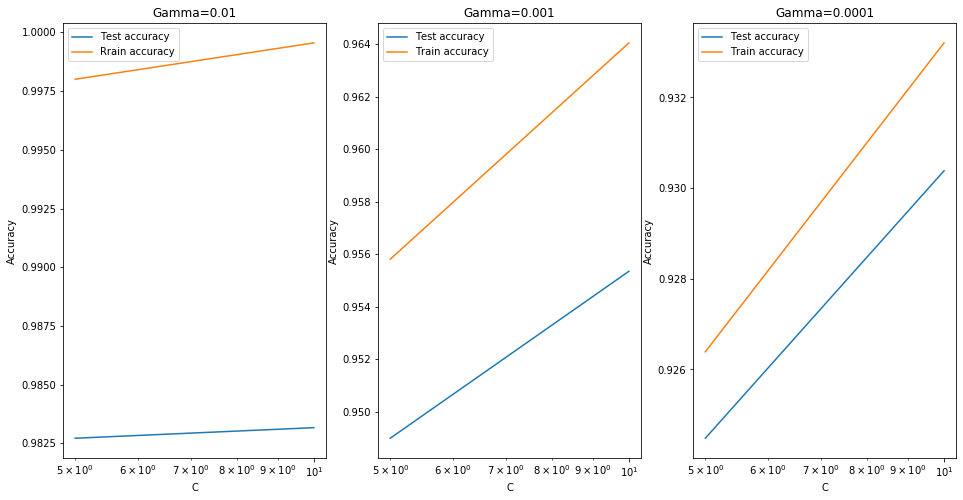 Gamma=0.01
Test accuracy
Rrain accuracy
Accuracy
1.0000
0.9975
0.9950
0.9925
0.9900
0.9875
0.9850
0.9825
5 × 10⁰ 6 × 10⁰ 7 × 10⁰ 8 × 10⁰ 9 × 10⁰ 10¹
C
Gamma=0.001
Test accuracy
Train accuracy
Accuracy
0.964
0.962
0.960
0.958
0.956
0.954
0.952
0.950
5 × 10⁰ 6 × 10⁰ 7 × 10⁰ 8 × 10⁰ 9 × 10⁰ 10¹
C
Gamma=0.0001
Test accuracy
Train accuracy
Accuracy
0.932
0.930
0.928
0.926
5 × 10⁰ 6 × 10⁰ 7 × 10⁰ 8 × 10⁰ 9 × 10⁰ 10¹
C